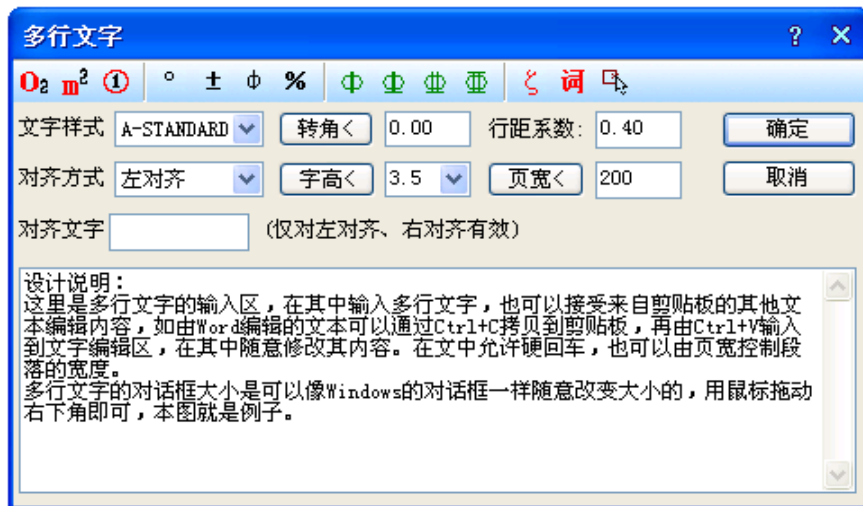 多行文字
O₂ m² ① ° ± φ % 词
文字样式 A-STANDARD 转角< 0.00 行距系数: 0.40 确定
对齐方式 左对齐 字高< 3.5 页宽< 200 取消
对齐文字 (仅对左对齐、右对齐有效)
设计说明:
这里是多行文字的输入区,在其中输入多行文字,也可以接受来自剪贴板的其他文
本编辑内容,如由Word编辑的文本可以通过Ctrl+C拷贝到剪贴板,再由Ctrl+V输入
到文字编辑区,在其中随意修改其内容。在文中允许硬回车,也可以由页宽控制段
落的宽度。
多行文字的对话框大小是可以像Windows的对话框一样随意改变大小的,用鼠标拖动
右下角即可,本图就是例子。